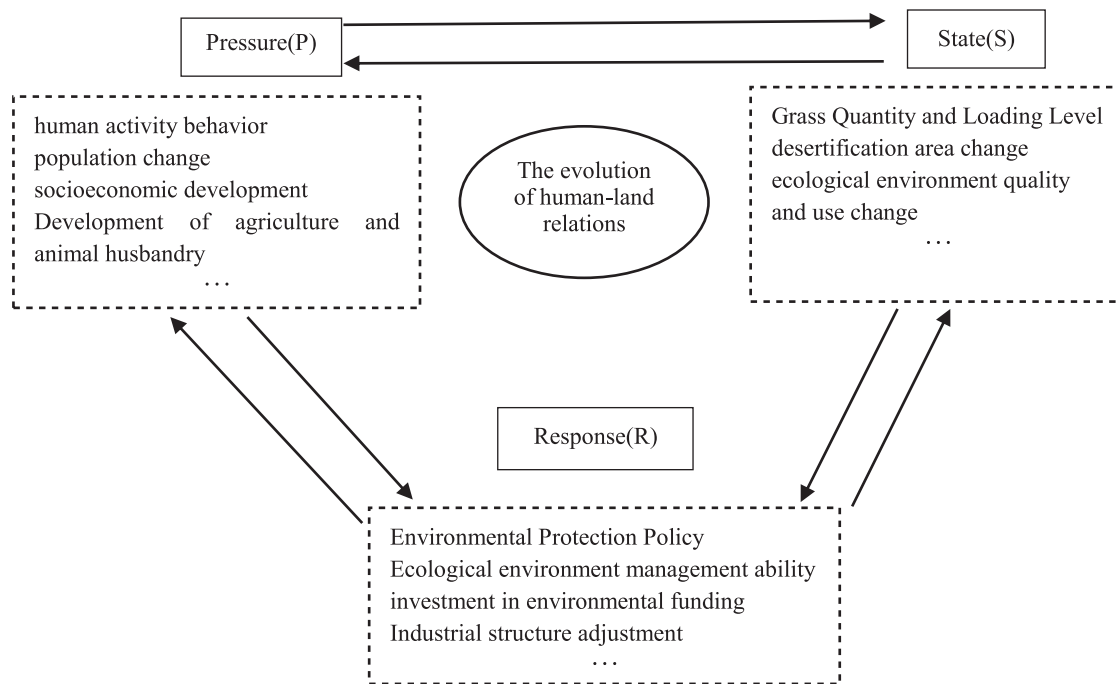 Pressure(P)
State(S)
human activity behavior
population change
socioeconomic development
Development of agriculture and
animal husbandry
...
The evolution
of human-land
relations
Grass Quantity and Loading Level
desertification area change
ecological environment quality
and use change
...
Response(R)
Environmental Protection Policy
Ecological environment management ability
investment in environmental funding
Industrial structure adjustment
...